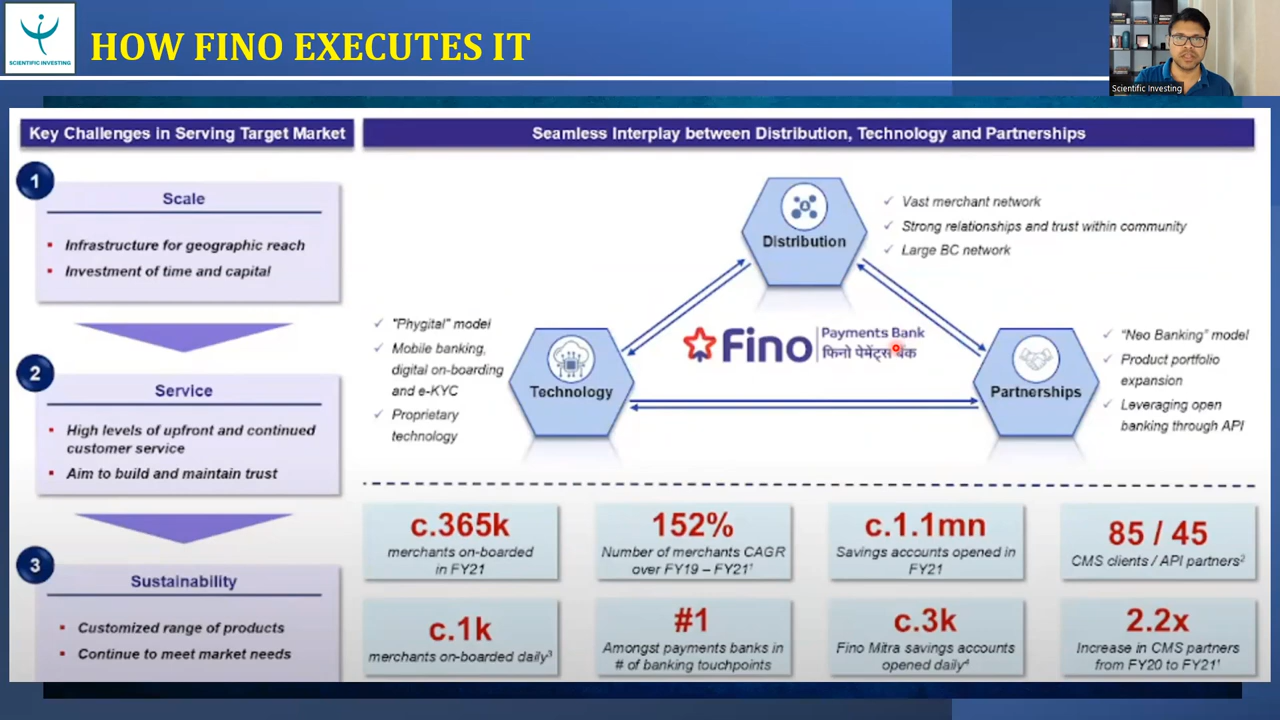 SCIENTIFIC INVESTING
HOW FINO EXECUTES IT
Scientific Investing
Key Challenges in Serving Target Market
1
Scale
Infrastructure for geographic reach
Investment of time and capital
2
Service
High levels of upfront and continued
customer service
Aim to build and maintain trust
3
Sustainability
Customized range of products
Continue to meet market needs
Seamless Interplay between Distribution, Technology and Partnerships
Distribution
Vast merchant network
Strong relationships and trust within community
Large BC network
"Phygital" model
Mobile banking,
digital on-boarding
and e-KYC
Proprietary
technology
Technology
Fino
Payments Bank
फिनो पेमेंट्स बैंक
Partnerships
"Neo Banking" model
Product portfolio
expansion
Leveraging open
banking through API
c.365k
merchants on-boarded
in FY21
152%
Number of merchants CAGR
over FY19 – FY21¹
c.1.1mn
Savings accounts opened in
FY21
85 / 45
CMS clients / API partners²
c.1k
merchants on-boarded daily³
#1
Amongst payments banks in
# of banking touchpoints
c.3k
Fino Mitra savings accounts
opened daily⁴
2.2x
Increase in CMS partners
from FY20 to FY21¹